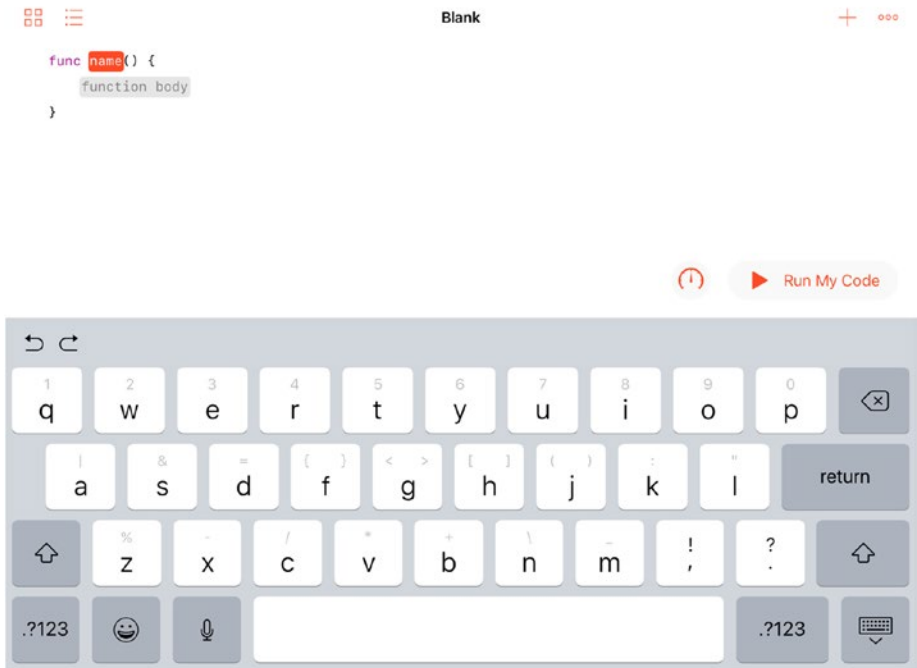 Blank
func name() {
function body
}
Run My Code
1 2 3 4 5 6 7 8 9 0
q w e r t y u i o p
| & = { } < > [ ] ( ) : "
a s d f g h j k l return
% - / * + \ _ ! ?
z x c v b n m , .
.?123 .?123